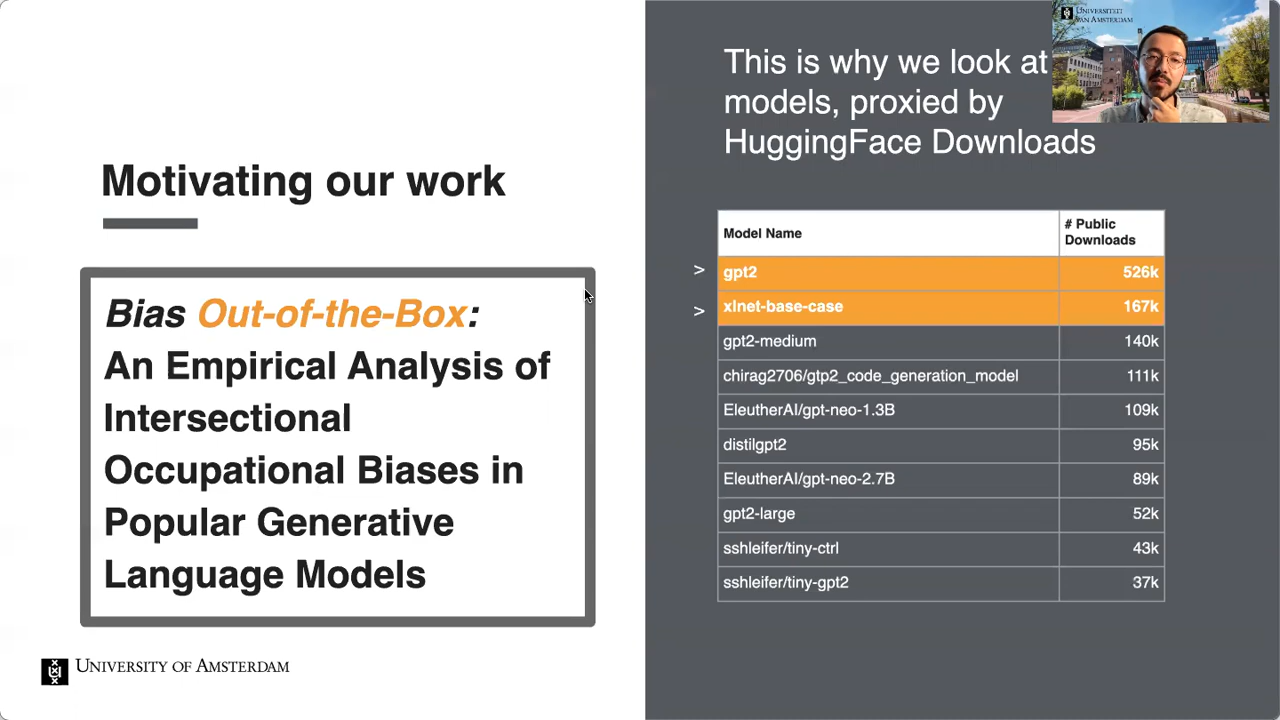 Motivating our work
Bias Out-of-the-Box:
An Empirical Analysis of
Intersectional
Occupational Biases in
Popular Generative
Language Models
UNIVERSITY OF AMSTERDAM
This is why we look at
models, proxied by
HuggingFace Downloads
UNIVERSITEIT
VAN AMSTERDAM
Model Name # Public Downloads
> gpt2 526k
> xlnet-base-case 167k
gpt2-medium 140k
chirag2706/gtp2_code_generation_model 111k
EleutherAI/gpt-neo-1.3B 109k
distilgpt2 95k
EleutherAI/gpt-neo-2.7B 89k
gpt2-large 52k
sshleifer/tiny-ctrl 43k
sshleifer/tiny-gpt2 37k